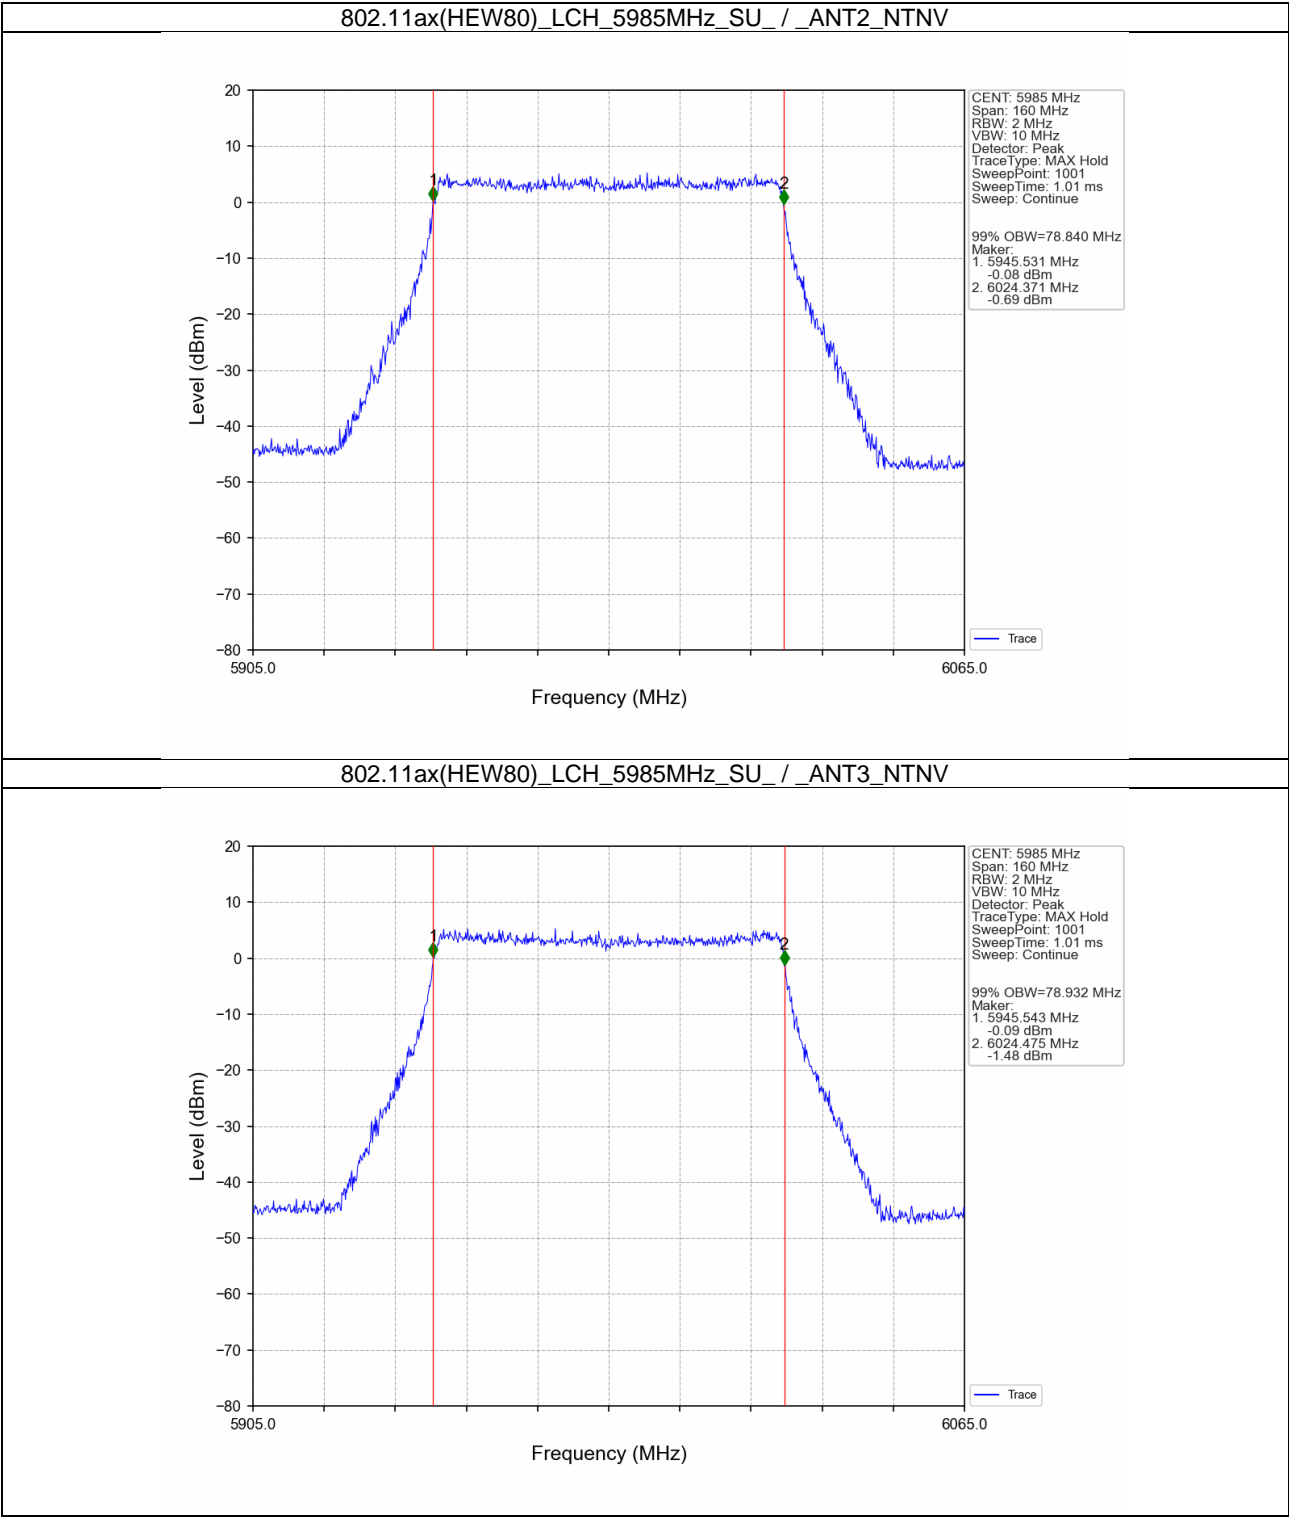 802.11ax(HEW80)_LCH_5985MHz_SU_ / _ANT2_NTNV
20
10
0
−10
−20
−30
−40
−50
−60
−70
−80
Level (dBm)
1
2
5905.0
6065.0
Frequency (MHz)
CENT: 5985 MHz
Span: 160 MHz
RBW: 2 MHz
VBW: 10 MHz
Detector: Peak
TraceType: MAX Hold
SweepPoint: 1001
SweepTime: 1.01 ms
Sweep: Continue
99% OBW=78.840 MHz
Maker:
1. 5945.531 MHz
-0.08 dBm
2. 6024.371 MHz
-0.69 dBm
Trace
802.11ax(HEW80)_LCH_5985MHz_SU_ / _ANT3_NTNV
20
10
0
−10
−20
−30
−40
−50
−60
−70
−80
Level (dBm)
1
2
5905.0
6065.0
Frequency (MHz)
CENT: 5985 MHz
Span: 160 MHz
RBW: 2 MHz
VBW: 10 MHz
Detector: Peak
TraceType: MAX Hold
SweepPoint: 1001
SweepTime: 1.01 ms
Sweep: Continue
99% OBW=78.932 MHz
Maker:
1. 5945.543 MHz
-0.09 dBm
2. 6024.475 MHz
-1.48 dBm
Trace